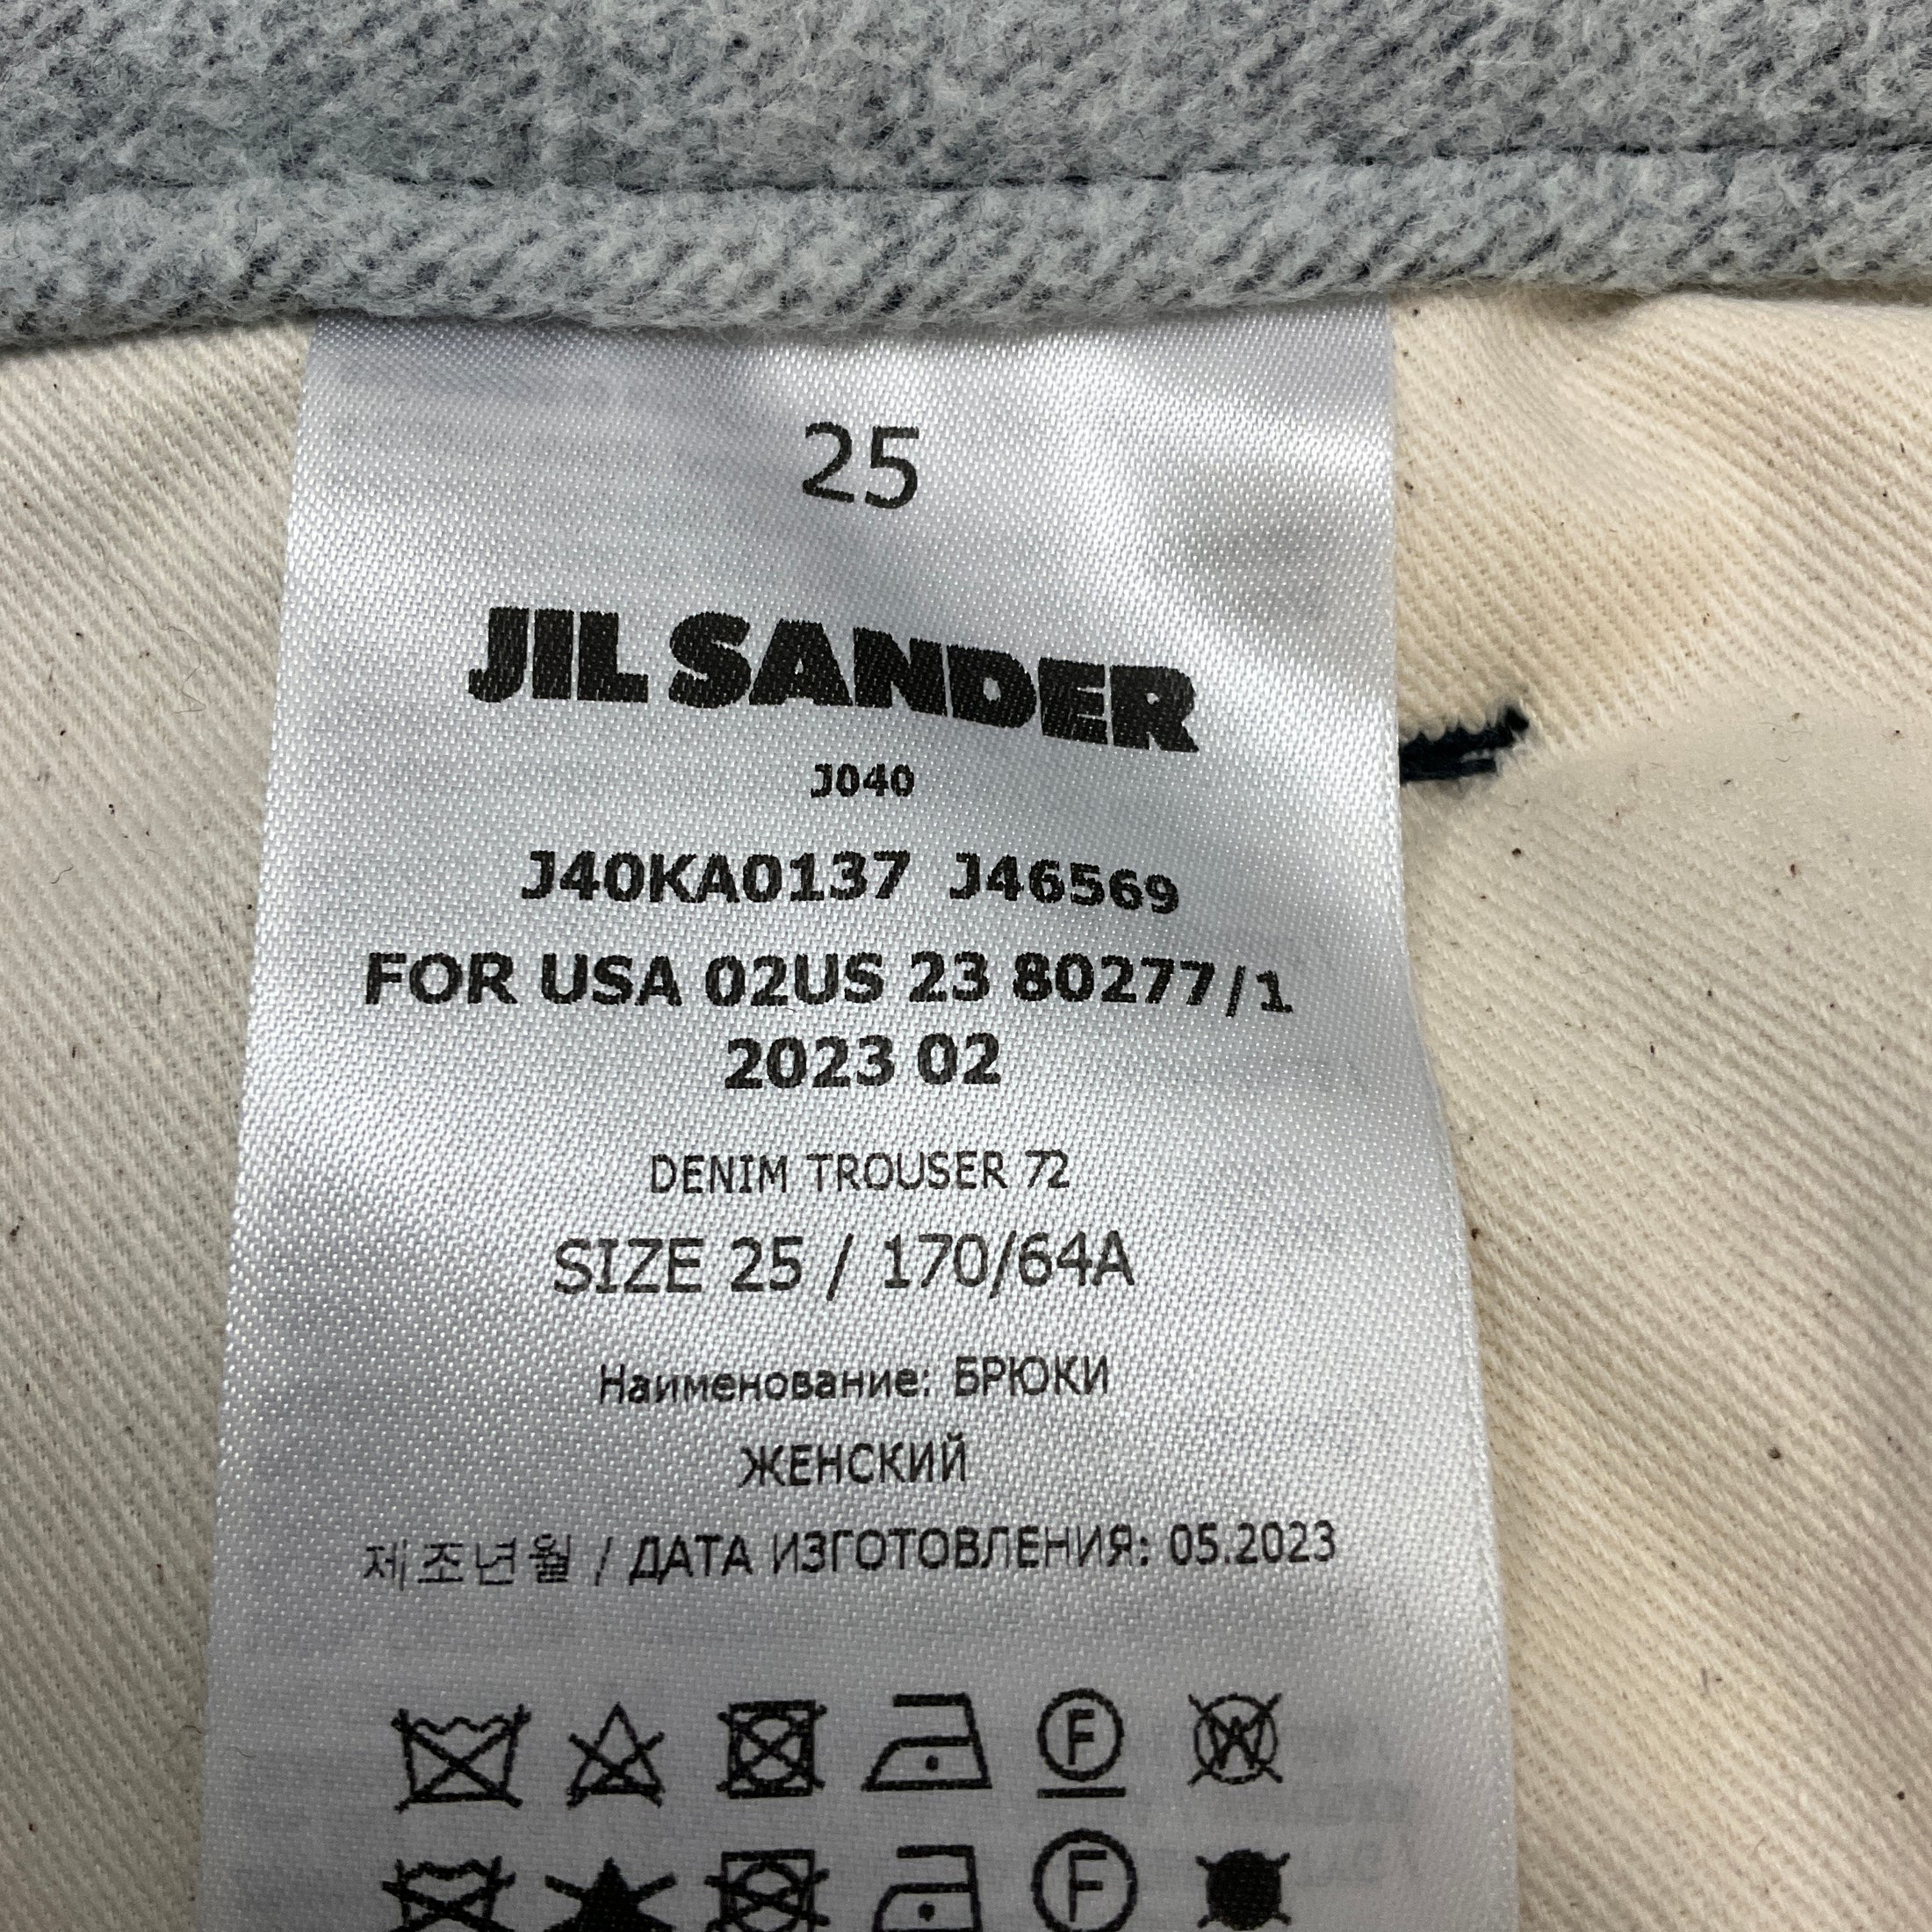 25
JIL SANDER
J040
J40KA0137 J46569
FOR USA 02US 23 80277/1
2023 02
DENIM TROUSER 72
SIZE 25 / 170/64A
Наименование: БРЮКИ
ЖЕНСКИЙ
제조년월 / ДАТА ИЗГОТОВЛЕНИЯ: 05.2023
F W
F